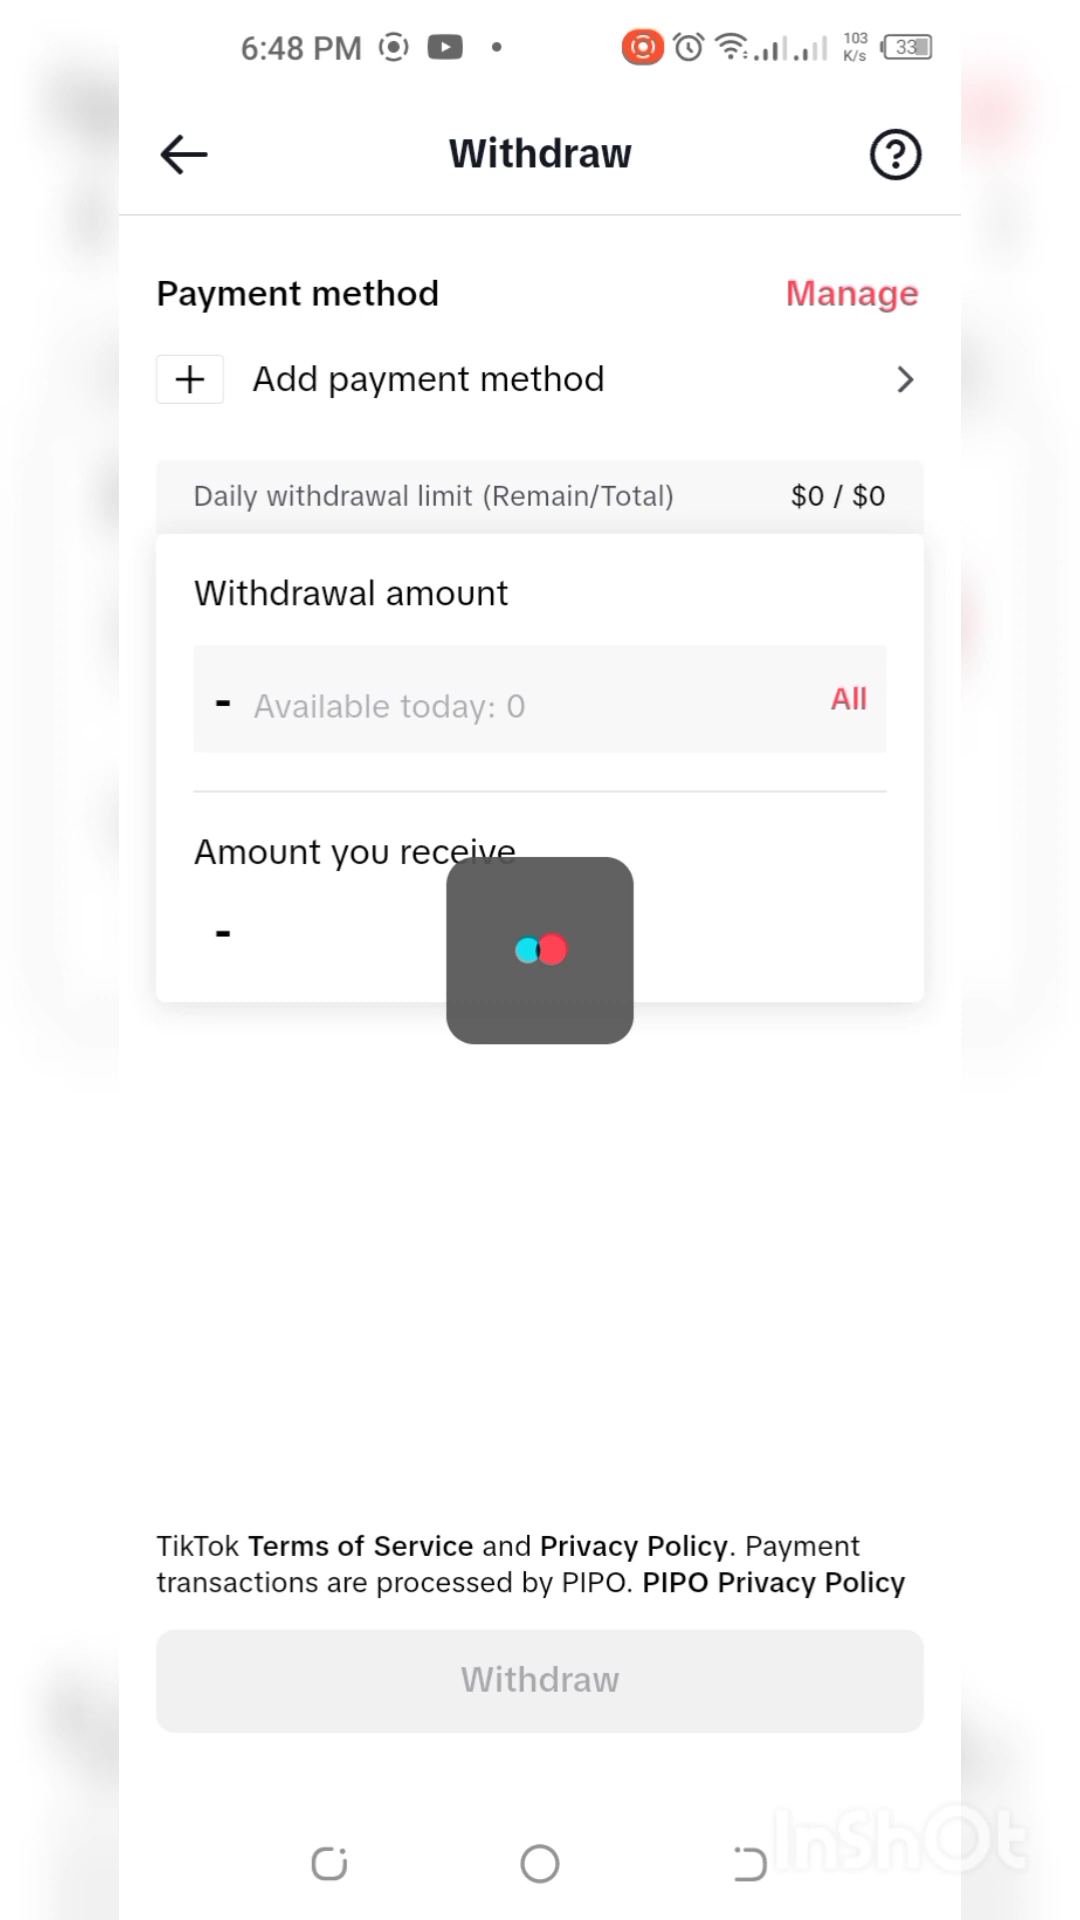 6:48 PM
103
K/s
33
Withdraw
Payment method
Manage
Add payment method
Daily withdrawal limit (Remain/Total)
$0 / $0
Withdrawal amount
- Available today: 0
All
Amount you receive
-
TikTok Terms of Service and Privacy Policy. Payment
transactions are processed by PIPO. PIPO Privacy Policy
Withdraw
InShOt